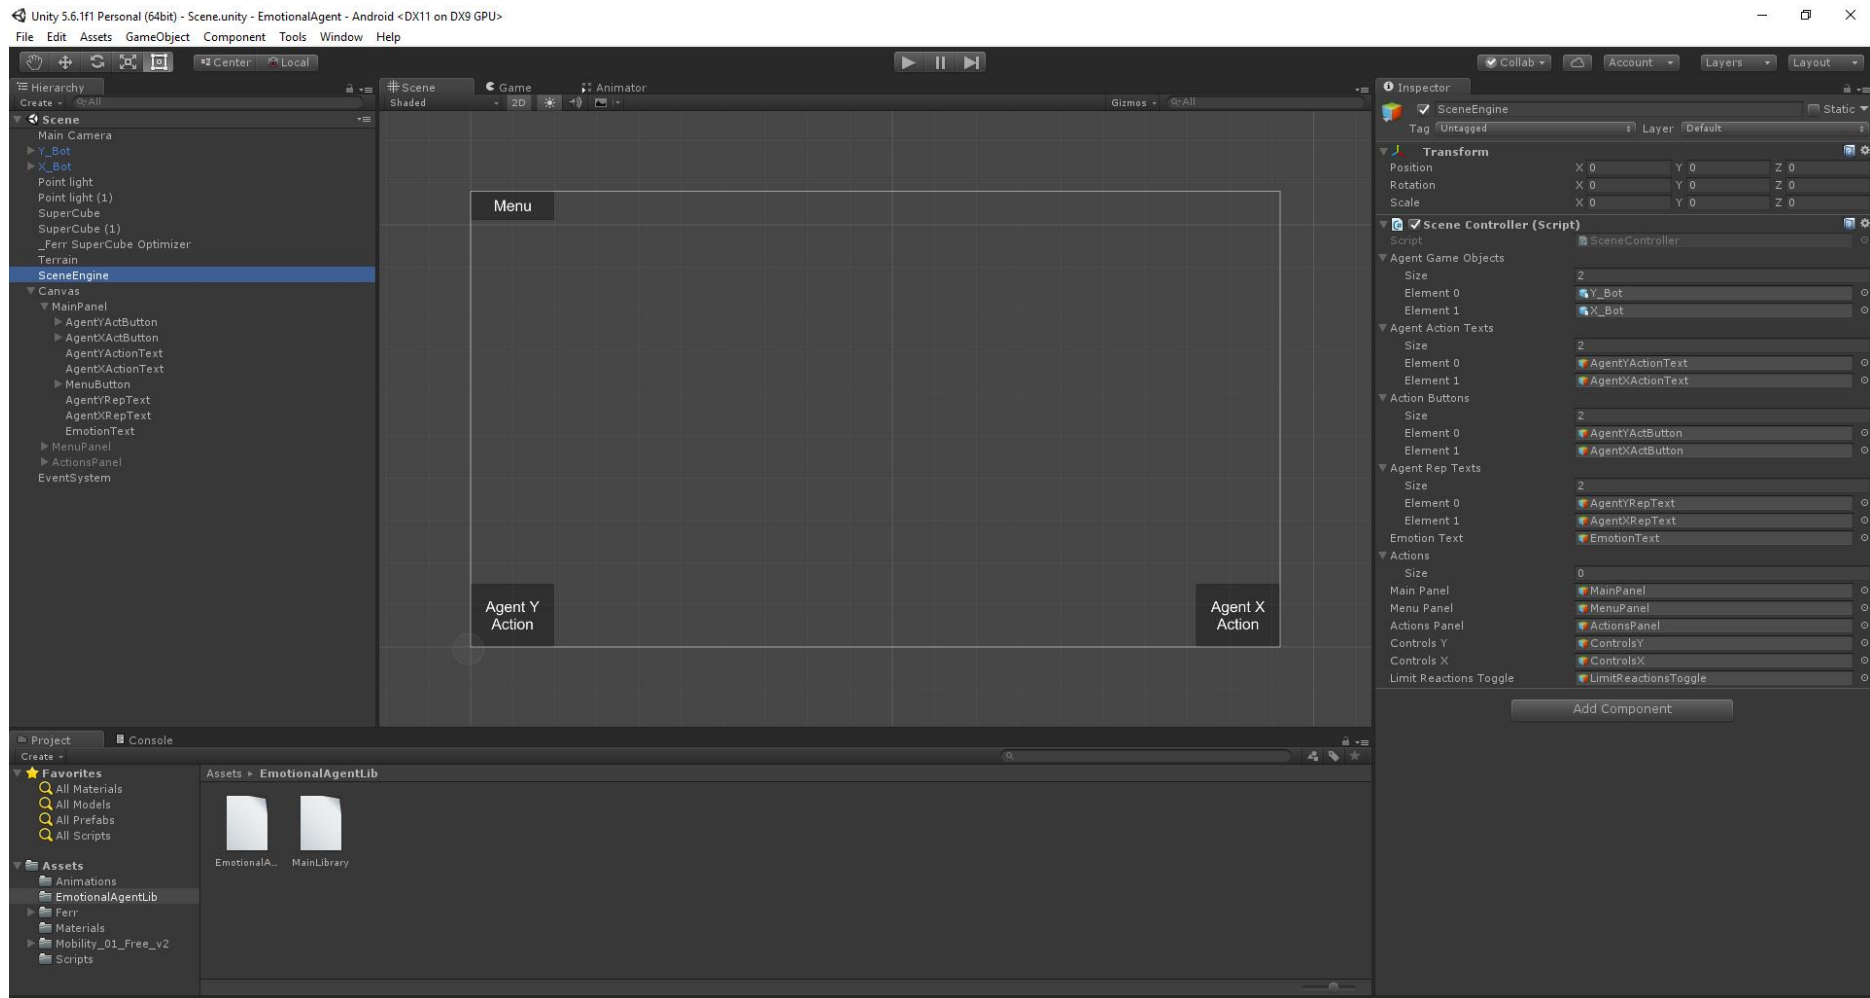 Unity 5.6.1f1 Personal (64bit) - Scene.unity - EmotionalAgent - Android <DX11 on DX9 GPU>
File Edit Assets GameObject Component Tools Window Help
Center Local Collab Account Layers Layout
Hierarchy
Create All
Scene
Main Camera
Y_Bot
X_Bot
Point light
Point light (1)
SuperCube
SuperCube (1)
_Ferr SuperCube Optimizer
Terrain
SceneEngine
Canvas
MainPanel
AgentYActButton
AgentXActButton
AgentYActionText
AgentXActionText
MenuButton
AgentYRepText
AgentXRepText
EmotionText
MenuPanel
ActionsPanel
EventSystem
Scene Game Animator
Shaded 2D Gizmos All
Menu
Agent Y
Action
Agent X
Action
Inspector
SceneEngine Static
Tag Untagged Layer Default
Transform
Position X 0 Y 0 Z 0
Rotation X 0 Y 0 Z 0
Scale X 0 Y 0 Z 0
Scene Controller (Script)
Script SceneController
Agent Game Objects
Size 2
Element 0 Y_Bot
Element 1 X_Bot
Agent Action Texts
Size 2
Element 0 AgentYActionText
Element 1 AgentXActionText
Action Buttons
Size 2
Element 0 AgentYActButton
Element 1 AgentXActButton
Agent Rep Texts
Size 2
Element 0 AgentYRepText
Element 1 AgentXRepText
Emotion Text EmotionText
Actions
Size 0
Main Panel MainPanel
Menu Panel MenuPanel
Actions Panel ActionsPanel
Controls Y ControlsY
Controls X ControlsX
Limit Reactions Toggle LimitReactionsToggle
Add Component
Project Console
Create
Favorites
All Materials
All Models
All Prefabs
All Scripts
Assets
Animations
EmotionalAgentLib
Ferr
Materials
Mobility_01_Free_v2
Scripts
Assets EmotionalAgentLib
EmotionalA... MainLibrary